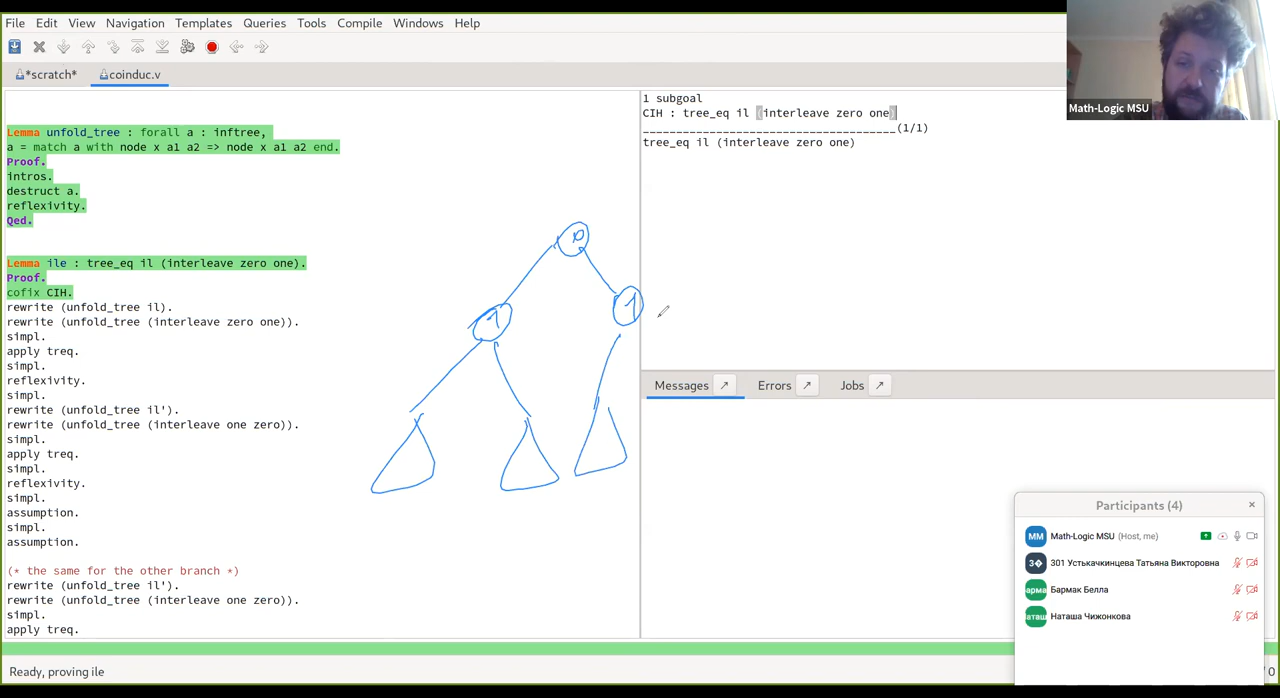 File Edit View Navigation Templates Queries Tools Compile Windows Help
*scratch* coinduc.v
Lemma unfold_tree : forall a : inftree,
a = match a with node x a1 a2 => node x a1 a2 end.
Proof.
intros.
destruct a.
reflexivity.
Qed.
Lemma ile : tree_eq il (interleave zero one).
Proof.
cofix CIH.
rewrite (unfold_tree il).
rewrite (unfold_tree (interleave zero one)).
simpl.
apply treq.
simpl.
reflexivity.
simpl.
rewrite (unfold_tree il').
rewrite (unfold_tree (interleave one zero)).
simpl.
apply treq.
simpl.
reflexivity.
simpl.
assumption.
simpl.
assumption.
(* the same for the other branch *)
rewrite (unfold_tree il').
rewrite (unfold_tree (interleave one zero)).
simpl.
apply treq.
0
1 1
1 subgoal
CIH : tree_eq il (interleave zero one)
______________________________________(1/1)
tree_eq il (interleave zero one)
Messages Errors Jobs
Math-Logic MSU
Participants (4)
MM Math-Logic MSU (Host, me)
301 Устькачкинцева Татьяна Викторовна
Бармак Белла
Наташа Чижонкова
Ready, proving ile
/ 0